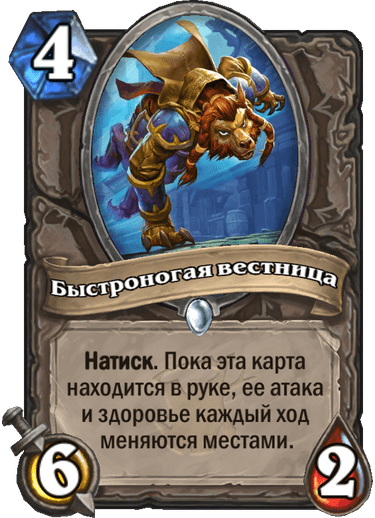 4
Быстроногая вестница
Натиск. Пока эта карта
находится в руке, ее атака
и здоровье каждый ход
меняются местами.
6
2